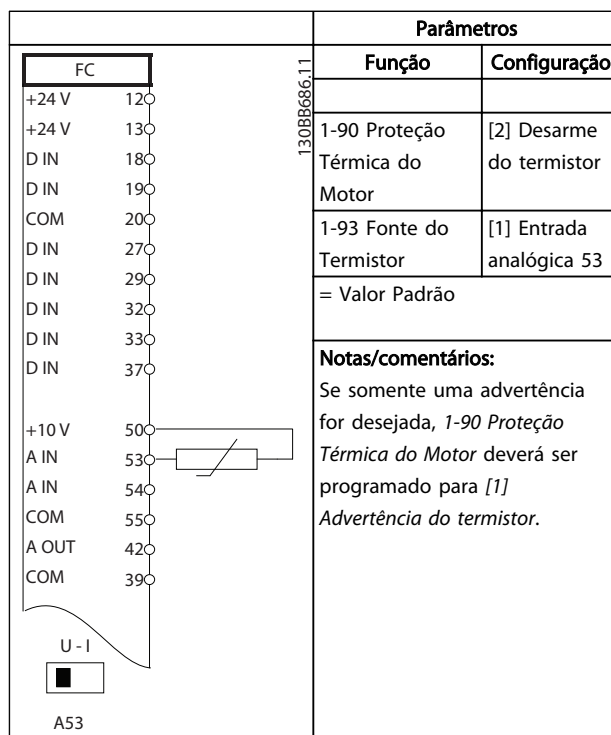 Parâmetros
Função Configuração
1-90 Proteção
Térmica do
Motor
[2] Desarme
do termistor
1-93 Fonte do
Termistor
[1] Entrada
analógica 53
= Valor Padrão
Notas/comentários:
Se somente uma advertência
for desejada, 1-90 Proteção
Térmica do Motor deverá ser
programado para [1]
Advertência do termistor.
FC
+24 V 12
+24 V 13
D IN 18
D IN 19
COM 20
D IN 27
D IN 29
D IN 32
D IN 33
D IN 37
+10 V 50
A IN 53
A IN 54
COM 55
A OUT 42
COM 39
U - I
A53
130BB686.11